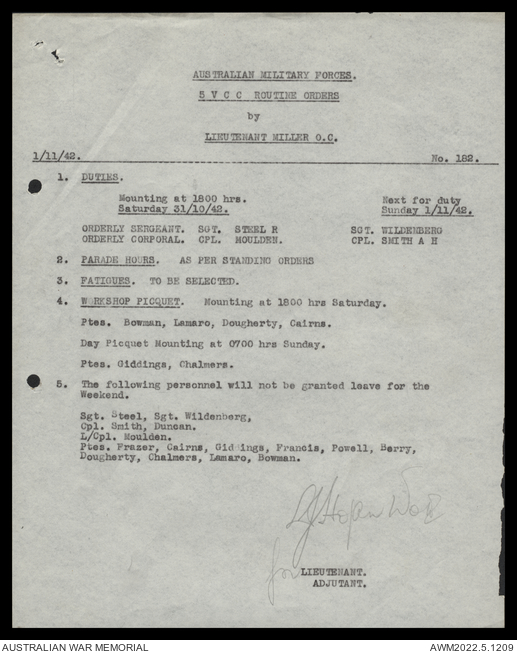 AUSTRALIAN MILITARY FORCES.
5 V C C ROUTINE ORDERS
by
LIEUTENANT MILLER O.C.
1/11/42. No. 182.
1. DUTIES.
Mounting at 1800 hrs. Next for duty
Saturday 31/10/42. Sunday 1/11/42.
ORDERLY SERGEANT. SGT. STEEL R SGT. WILDENBERG
ORDERLY CORPORAL. CPL. MOULDEN. CPL. SMITH A H
2. PARADE HOURS. AS PER STANDING ORDERS
3. FATIGUES. TO BE SELECTED.
4. WORKSHOP PICQUET. Mounting at 1800 hrs Saturday.
Ptes. Bowman, Lamaro, Dougherty, Cairns.
Day Picquet Mounting at 0700 hrs Sunday.
Ptes. Giddings, Chalmers.
5. The following personnel will not be granted leave for the
Weekend.
Sgt. Steel, Sgt. Wildenberg,
Cpl. Smith, Duncan.
L/Cpl. Moulden.
Ptes. Frazer, Cairns, Giddings, Francis, Powell, Berry,
Dougherty, Chalmers, Lamaro, Bowman.
for LIEUTENANT.
ADJUTANT.
AUSTRALIAN WAR MEMORIAL AWM2022.5.1209